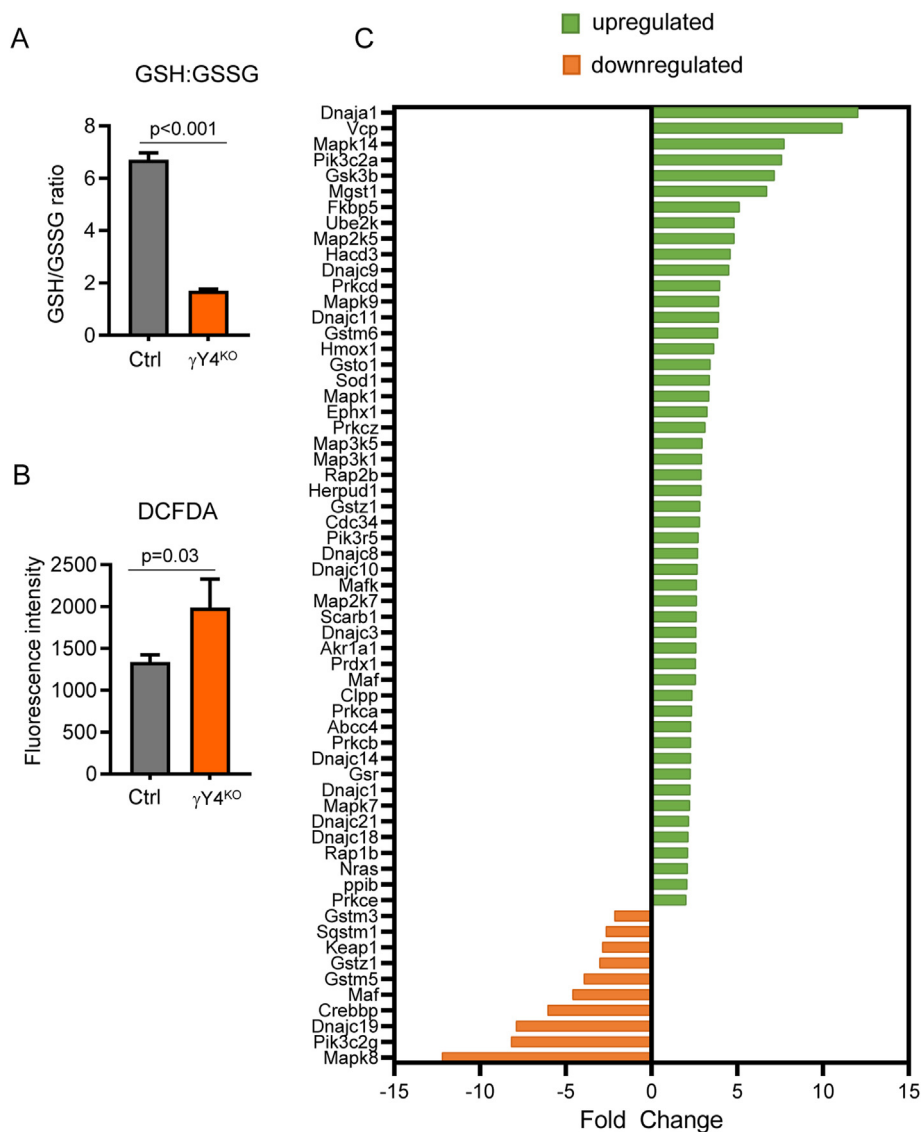 A
GSH:GSSG
p<0.001
GSH/GSSG ratio
8
6
4
2
0
Ctrl
γY4ᴷᴼ
B
DCFDA
p=0.03
Fluorescence intensity
2500
2000
1500
1000
500
0
Ctrl
γY4ᴷᴼ
C
upregulated
downregulated
Dnaja1
Vcp
Mapk14
Pik3c2a
Gsk3b
Mgst1
Fkbp5
Ube2k
Map2k5
Hacd3
Dnajc9
Prkcd
Mapk9
Dnajc11
Gstm6
Hmox1
Gsto1
Sod1
Mapk1
Ephx1
Prkcz
Map3k5
Map3k1
Rap2b
Herpud1
Gstz1
Cdc34
Pik3r5
Dnajc8
Dnajc10
Mafk
Map2k7
Scarb1
Dnajc3
Akr1a1
Prdx1
Maf
Clpp
Prkca
Abcc4
Prkcb
Dnajc14
Gsr
Dnajc1
Mapk7
Dnajc21
Dnajc18
Rap1b
Nras
ppib
Prkce
Gstm3
Sqstm1
Keap1
Gstz1
Gstm5
Maf
Crebbp
Dnajc19
Pik3c2g
Mapk8
-15 -10 -5 0 5 10 15
Fold Change